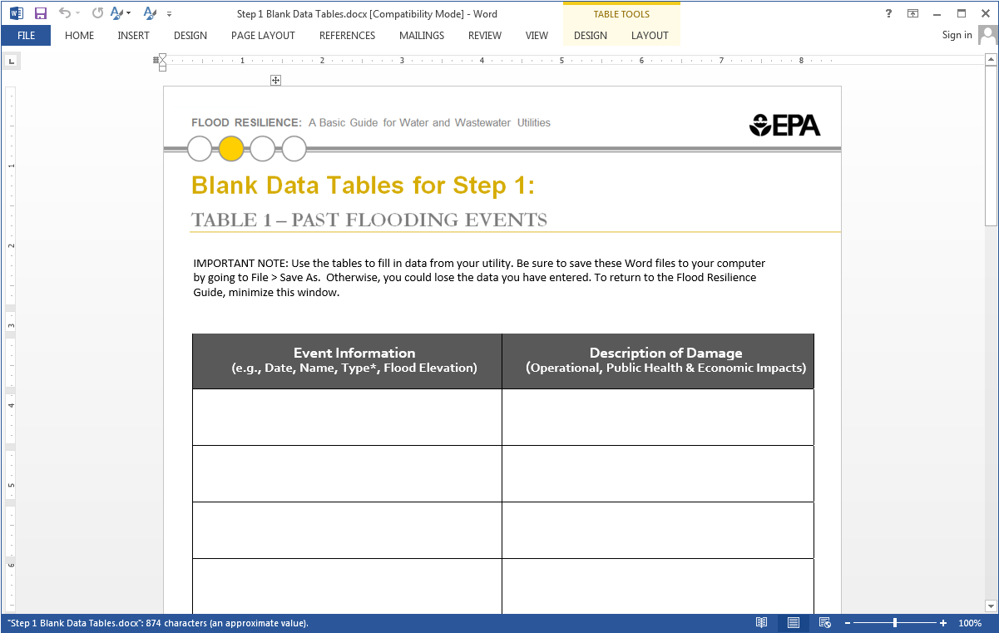 Step 1 Blank Data Tables.docx [Compatibility Mode] - Word
TABLE TOOLS
?
FILE HOME INSERT DESIGN PAGE LAYOUT REFERENCES MAILINGS REVIEW VIEW DESIGN LAYOUT
Sign in
L
1 2 3 4 5 6 7 8
FLOOD RESILIENCE: A Basic Guide for Water and Wastewater Utilities
EPA
Blank Data Tables for Step 1:
TABLE 1 – PAST FLOODING EVENTS
IMPORTANT NOTE: Use the tables to fill in data from your utility. Be sure to save these Word files to your computer
by going to File > Save As. Otherwise, you could lose the data you have entered. To return to the Flood Resilience
Guide, minimize this window.
Event Information
(e.g., Date, Name, Type*, Flood Elevation)
Description of Damage
(Operational, Public Health & Economic Impacts)
1
2
3
4
5
6
"Step 1 Blank Data Tables.docx": 874 characters (an approximate value).
100%